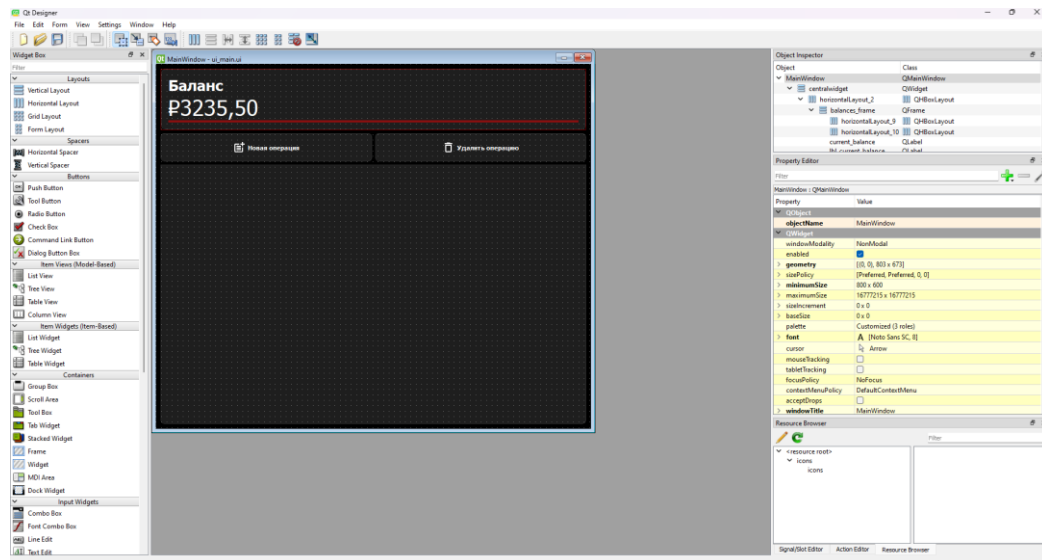 Qt Designer
File Edit Form View Settings Window Help
Widget Box
Filter
Layouts
Vertical Layout
Horizontal Layout
Grid Layout
Form Layout
Spacers
Horizontal Spacer
Vertical Spacer
Buttons
Push Button
Tool Button
Radio Button
Check Box
Command Link Button
Dialog Button Box
Item Views (Model-Based)
List View
Tree View
Table View
Column View
Item Widgets (Item-Based)
List Widget
Tree Widget
Table Widget
Containers
Group Box
Scroll Area
Tool Box
Tab Widget
Stacked Widget
Frame
Widget
MDI Area
Dock Widget
Input Widgets
Combo Box
Font Combo Box
Line Edit
Text Edit
MainWindow - ui_main.ui
Баланс
₽3235,50
Новая операция
Удалить операцию
Object Inspector
Object Class
MainWindow QMainWindow
centralwidget QWidget
horizontalLayout_2 QHBoxLayout
balances_frame QFrame
horizontalLayout_9 QHBoxLayout
horizontalLayout_10 QHBoxLayout
current_balance QLabel
lbl_current_balance QLabel
Property Editor
Filter
MainWindow : QMainWindow
Property Value
QObject
objectName MainWindow
QWidget
windowModality NonModal
enabled
geometry [(0, 0), 803 x 673]
sizePolicy [Preferred, Preferred, 0, 0]
minimumSize 800 x 600
maximumSize 16777215 x 16777215
sizeIncrement 0 x 0
baseSize 0 x 0
palette Customized (3 roles)
font A [Noto Sans SC, 8]
cursor Arrow
mouseTracking
tabletTracking
focusPolicy NoFocus
contextMenuPolicy DefaultContextMenu
acceptDrops
windowTitle MainWindow
Resource Browser
Filter
<resource root>
icons
icons
Signal/Slot Editor Action Editor Resource Browser